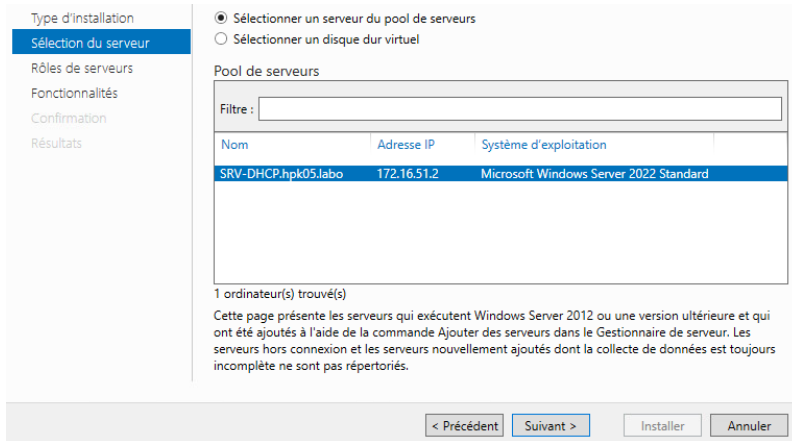 Type d'installation
Sélection du serveur
Rôles de serveurs
Fonctionnalités
Confirmation
Résultats
Sélectionner un serveur du pool de serveurs
Sélectionner un disque dur virtuel
Pool de serveurs
Filtre :
Nom Adresse IP Système d'exploitation
SRV-DHCP.hpk05.labo 172.16.51.2 Microsoft Windows Server 2022 Standard
1 ordinateur(s) trouvé(s)
Cette page présente les serveurs qui exécutent Windows Server 2012 ou une version ultérieure et qui
ont été ajoutés à l'aide de la commande Ajouter des serveurs dans le Gestionnaire de serveur. Les
serveurs hors connexion et les serveurs nouvellement ajoutés dont la collecte de données est toujours
incomplète ne sont pas répertoriés.
< Précédent Suivant > Installer Annuler